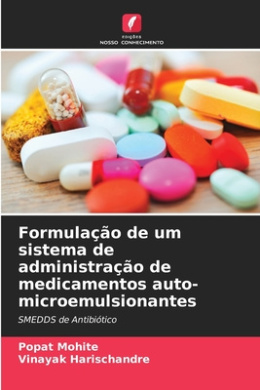 edições
NOSSO CONHECIMENTO
Formulação de um
sistema de
administração de
medicamentos auto-
microemulsionantes
SMEDDS de Antibiótico
Popat Mohite
Vinayak Harischandre